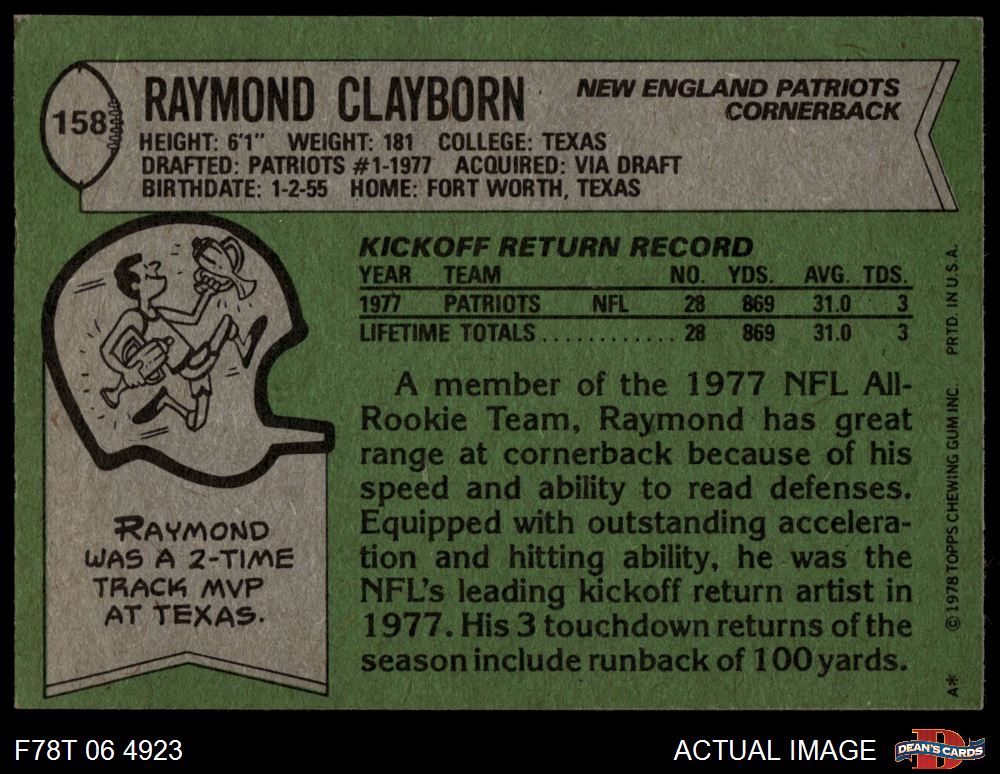 158
RAYMOND CLAYBORN
NEW ENGLAND PATRIOTS
CORNERBACK
HEIGHT: 6'1" WEIGHT: 181 COLLEGE: TEXAS
DRAFTED: PATRIOTS #1-1977 ACQUIRED: VIA DRAFT
BIRTHDATE: 1-2-55 HOME: FORT WORTH, TEXAS
KICKOFF RETURN RECORD
YEAR TEAM NO. YDS. AVG. TDS.
1977 PATRIOTS NFL 28 869 31.0 3
LIFETIME TOTALS............ 28 869 31.0 3
A member of the 1977 NFL All-
Rookie Team, Raymond has great
range at cornerback because of his
speed and ability to read defenses.
Equipped with outstanding accelera-
tion and hitting ability, he was the
NFL's leading kickoff return artist in
1977. His 3 touchdown returns of the
season include runback of 100 yards.
RAYMOND
WAS A 2-TIME
TRACK MVP
AT TEXAS.
A* © 1978 TOPPS CHEWING GUM INC. PRTD. IN U.S.A.
F78T 06 4923
ACTUAL IMAGE
D
DEAN'S CARDS